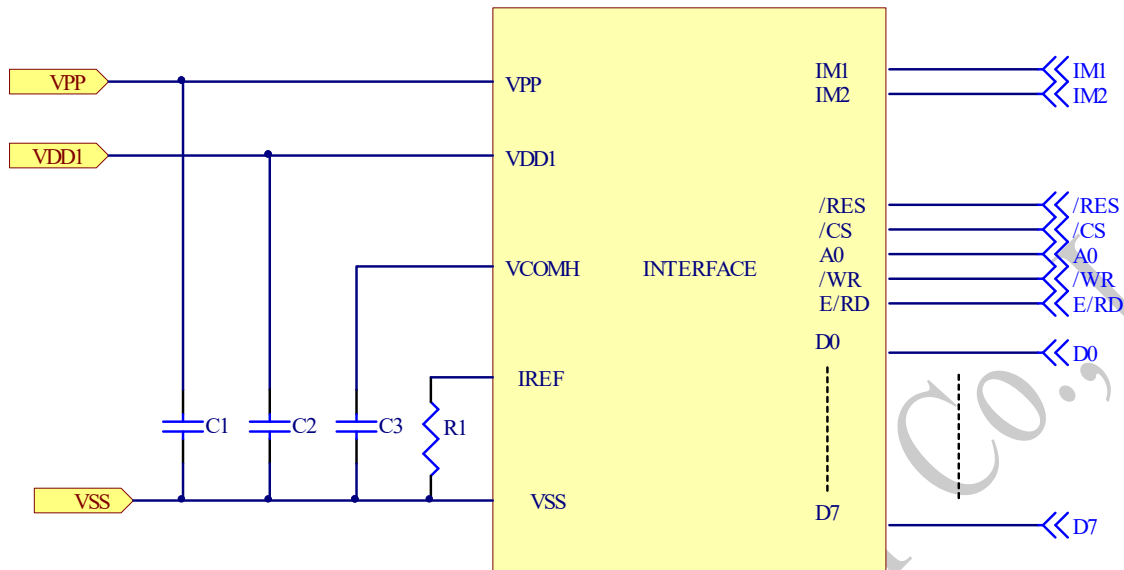 VPP
VDD1
VSS
C1
C2
C3
R1
VPP
VDD1
VCOMH
IREF
VSS
INTERFACE
IM1
IM2
/RES
/CS
A0
/WR
E/RD
D0
D7
IM1
IM2
/RES
/CS
A0
/WR
E/RD
D0
D7
Co.,